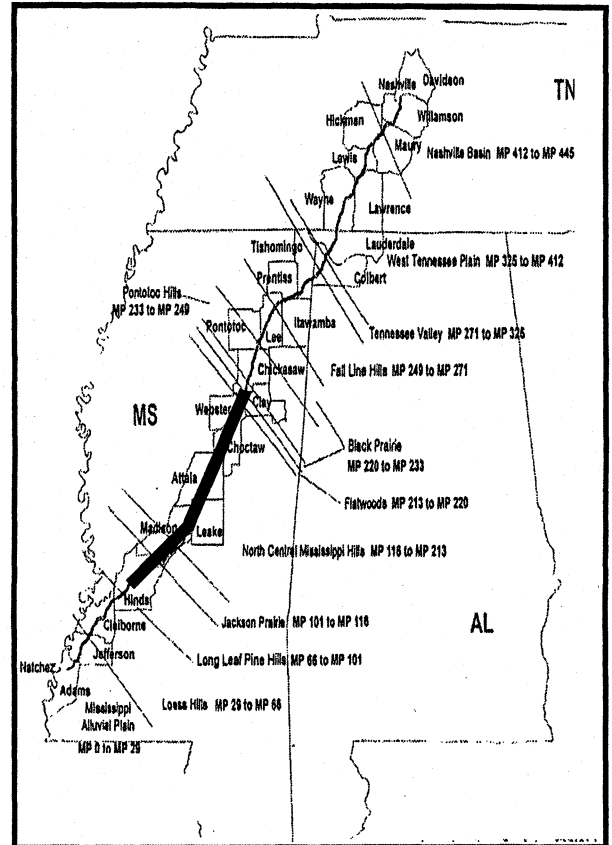 Davidson
Nashville
TN
Hickman
Williamson
Maury
Nashville Basin MP 412 to MP 445
Lewis
Wayne
Lawrence
Tishomingo
Lauderdale
West Tennessee Plain MP 325 to MP 412
Colbert
Prentiss
Pontotoc Hills
MP 233 to MP 249
Itawamba
Pontotoc
Lee
Tennessee Valley MP 271 to MP 325
Chickasaw
Fall Line Hills MP 249 to MP 271
MS
Webster
Clay
Black Prairie
MP 220 to MP 233
Choctaw
Attala
Flatwoods MP 213 to MP 220
Madison
Leake
North Central Mississippi Hills MP 116 to MP 213
Hinds
Jackson Prairie MP 101 to MP 116
AL
Claiborne
Jefferson
Long Leaf Pine Hills MP 66 to MP 101
Natchez
Adams
Loess Hills MP 29 to MP 66
Mississippi
Alluvial Plain
MP 0 to MP 29